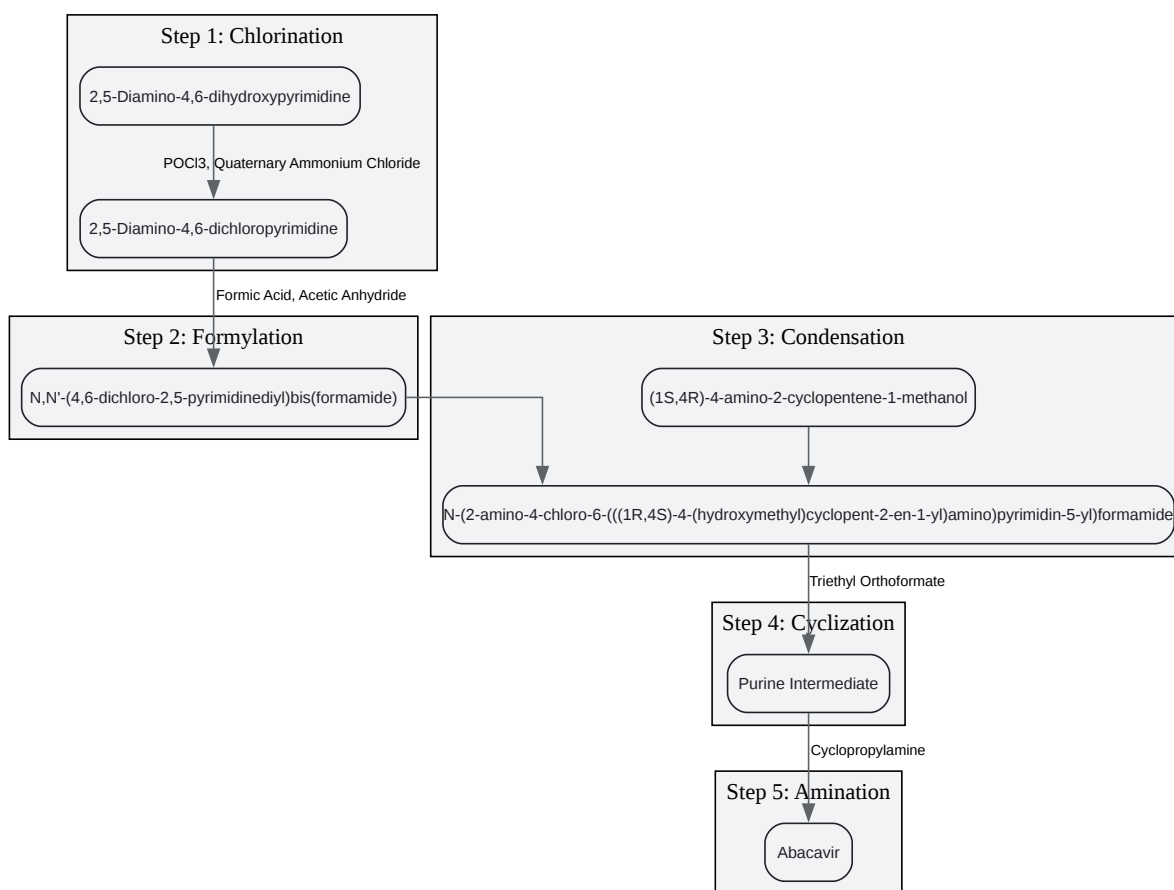 Step 1: Chlorination
2,5-Diamino-4,6-dihydroxypyrimidine
POCl3, Quaternary Ammonium Chloride
2,5-Diamino-4,6-dichloropyrimidine
Formic Acid, Acetic Anhydride
Step 2: Formylation
N,N'-(4,6-dichloro-2,5-pyrimidinediyl)bis(formamide)
Step 3: Condensation
(1S,4R)-4-amino-2-cyclopentene-1-methanol
N-(2-amino-4-chloro-6-(((1R,4S)-4-(hydroxymethyl)cyclopent-2-en-1-yl)amino)pyrimidin-5-yl)formamide
Triethyl Orthoformate
Step 4: Cyclization
Purine Intermediate
Cyclopropylamine
Step 5: Amination
Abacavir